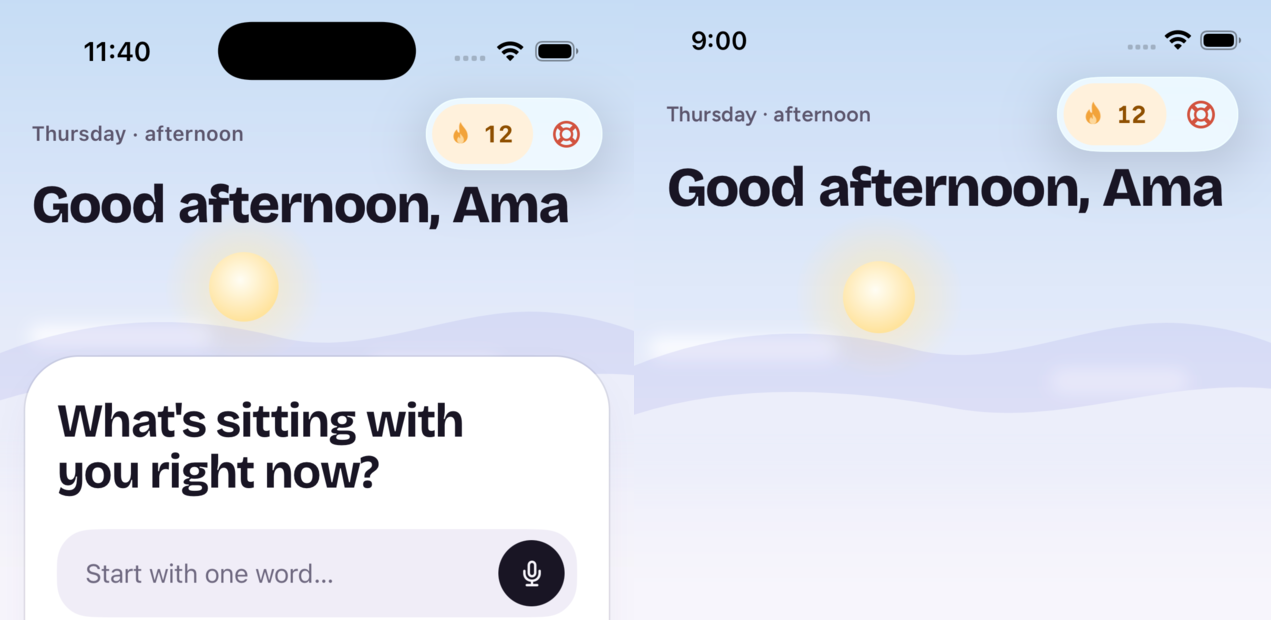 11:40
Thursday · afternoon
12
Good afternoon, Ama
What's sitting with
you right now?
Start with one word...
9:00
Thursday · afternoon
12
Good afternoon, Ama